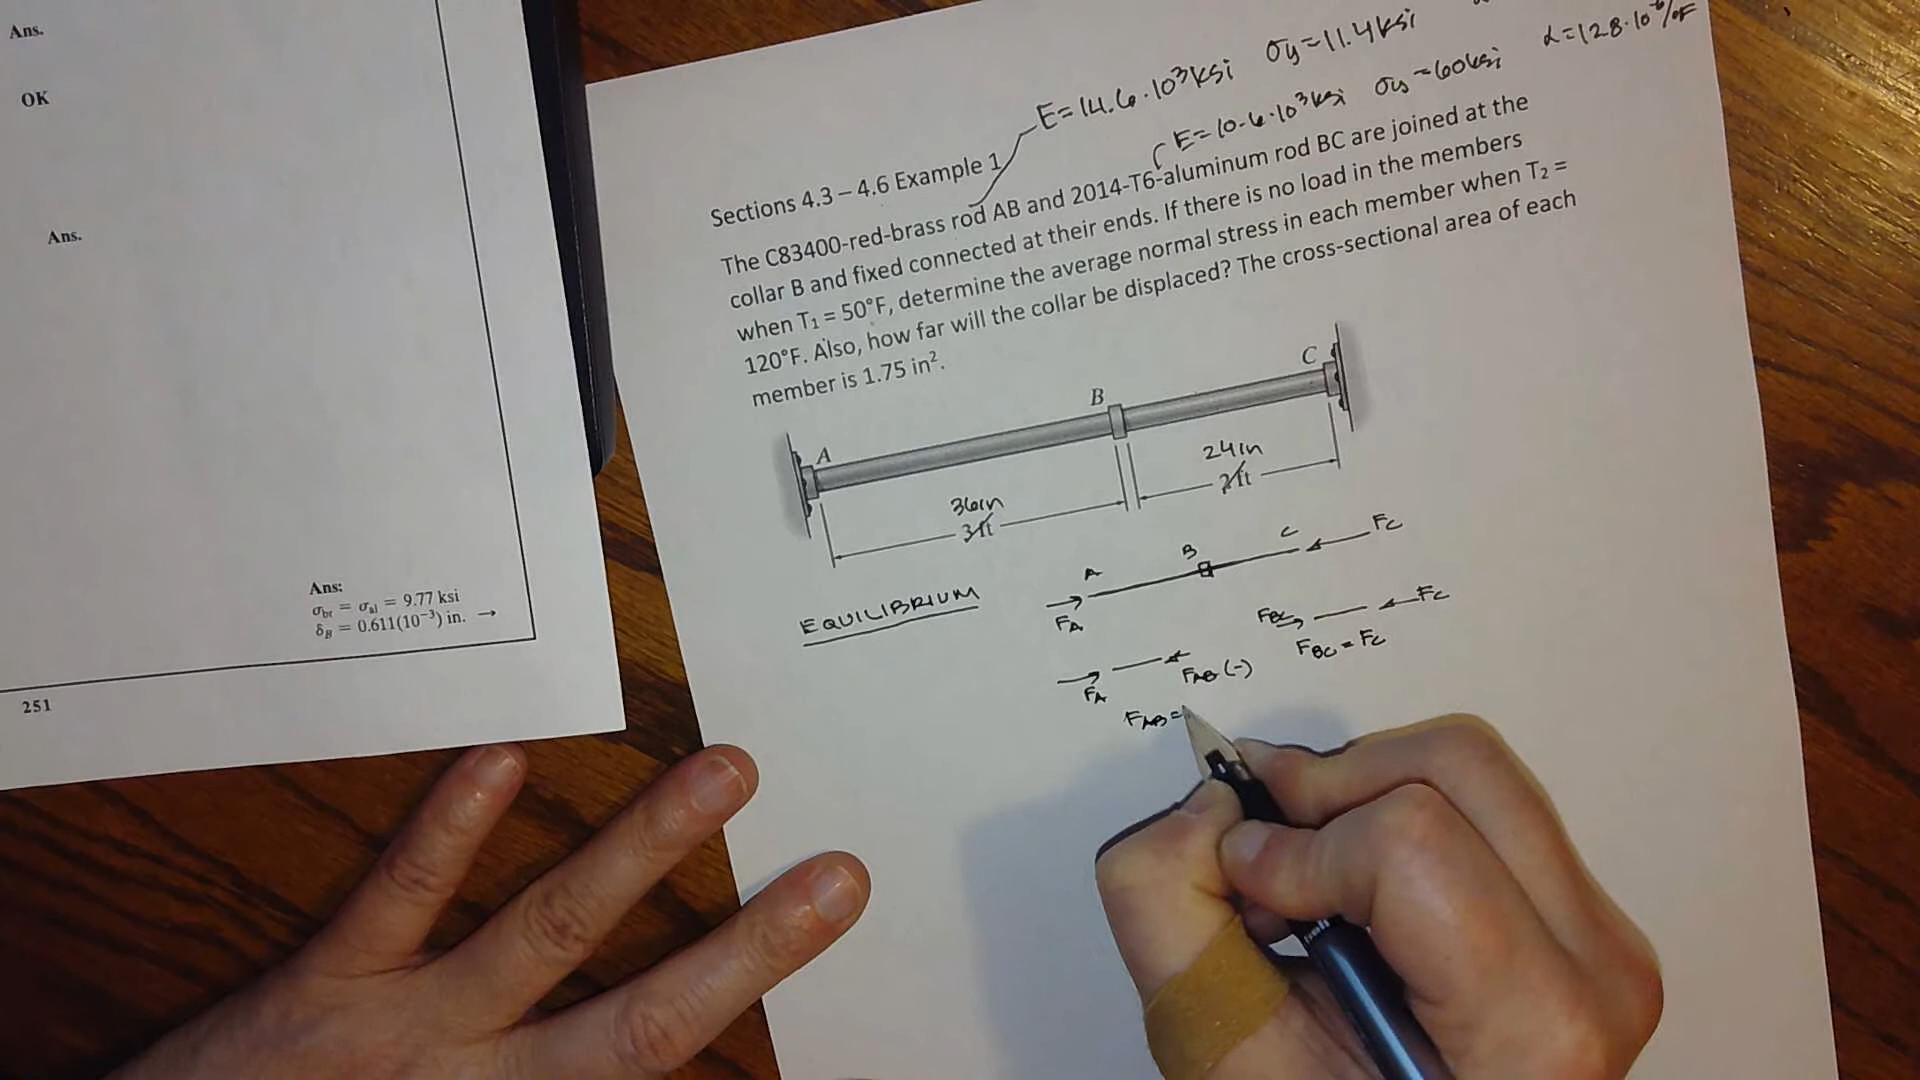 Ans.
OK
Ans.
Ans:
σbr = σal = 9.77 ksi
δB = 0.611(10⁻³) in. →
251
E=14.6·10³ksi σy=11.4ksi
E=10.6·10³ksi σy=60ksi α=12.8·10⁻⁶/°F
Sections 4.3 – 4.6 Example 1
The C83400-red-brass rod AB and 2014-T6-aluminum rod BC are joined at the
collar B and fixed connected at their ends. If there is no load in the members
when T₁ = 50°F, determine the average normal stress in each member when T₂ =
120°F. Also, how far will the collar be displaced? The cross-sectional area of each
member is 1.75 in².
A B C
36in 24in
3ft 2ft
EQUILIBRIUM
A B C FC
FA
FBC FC
FBC = FC
FA FAB (-)
FAB =